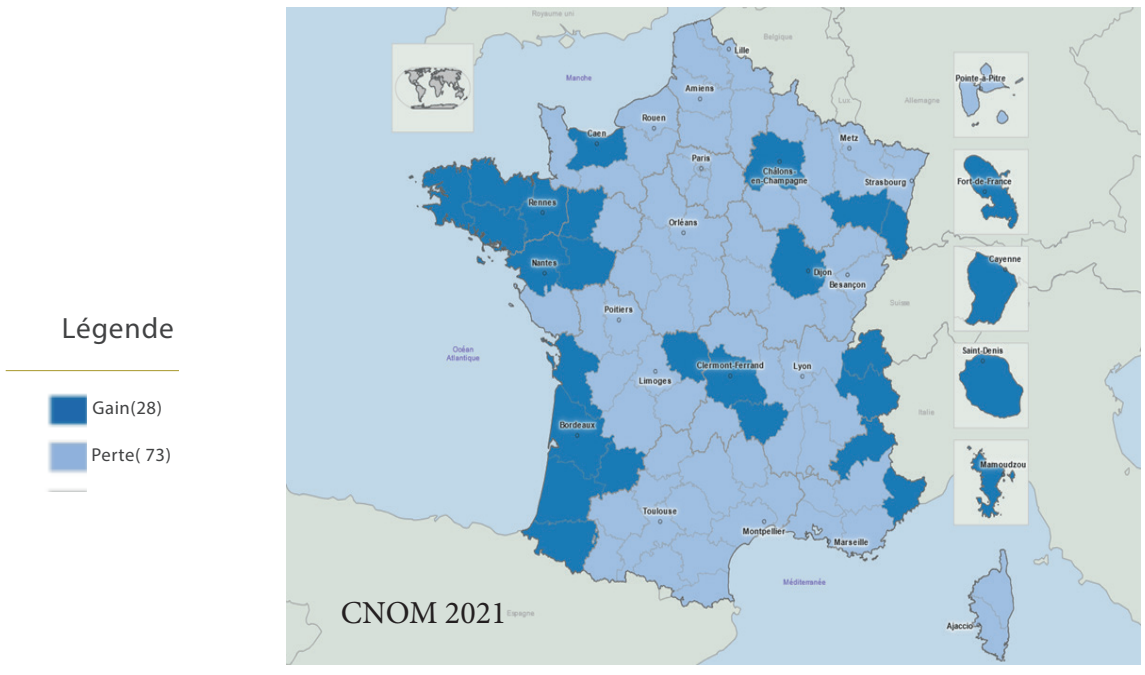 Royaume uni
Belgique
Lille
Manche
Pointe-à-Pitre
Amiens
Lux.
Allemagne
Rouen
Caen
Metz
Paris
Châlons-
en-Champagne
Strasbourg
Fort-de-France
Rennes
Orléans
Nantes
Dijon
Besançon
Cayenne
Suisse
Poitiers
Légende
Océan
Atlantique
Saint-Denis
Clermont-Ferrand
Lyon
Limoges
Gain(28)
Italia
Bordeaux
Perte( 73)
Mamoudzou
Toulouse
Montpellier
Marseille
Méditerranée
CNOM 2021
Espagne
Ajaccio